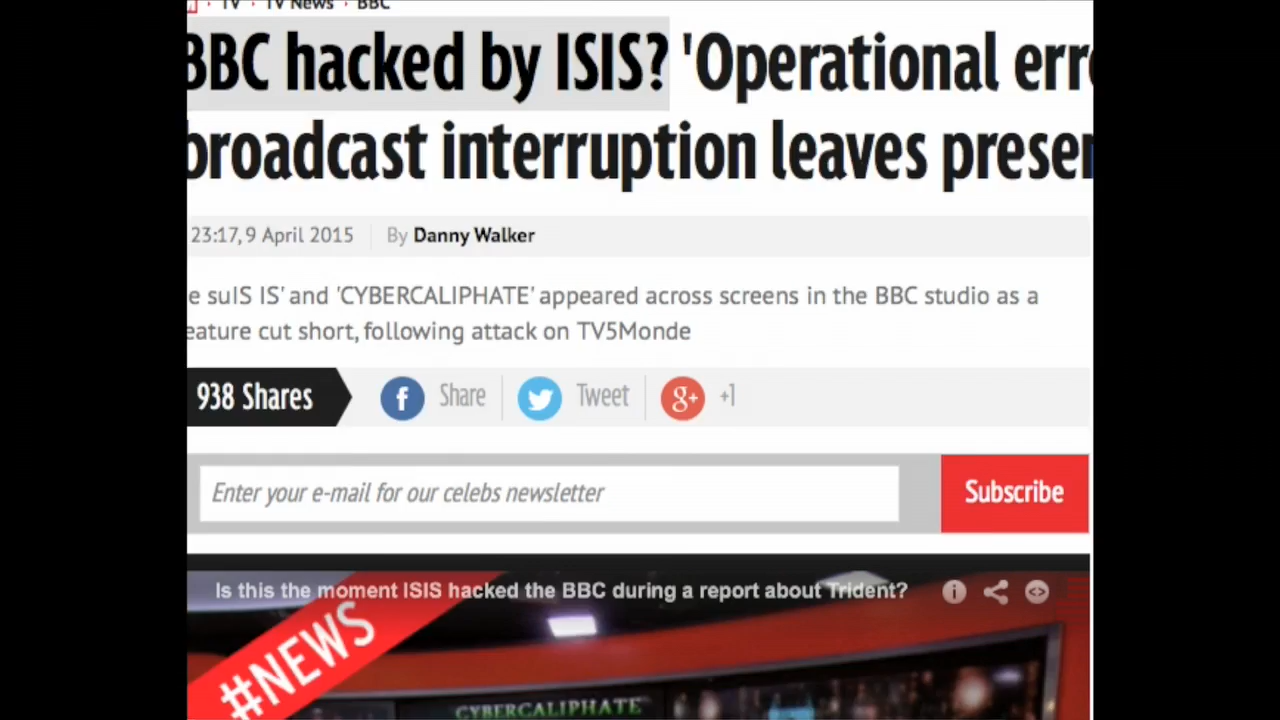 TV TV News BBC
BBC hacked by ISIS? 'Operational erro
broadcast interruption leaves presen
23:17, 9 April 2015 By Danny Walker
e suIS IS' and 'CYBERCALIPHATE' appeared across screens in the BBC studio as a
eature cut short, following attack on TV5Monde
938 Shares f Share Tweet g+ +1
Enter your e-mail for our celebs newsletter Subscribe
Is this the moment ISIS hacked the BBC during a report about Trident?
#NEWS
CYBERCALIPHATE